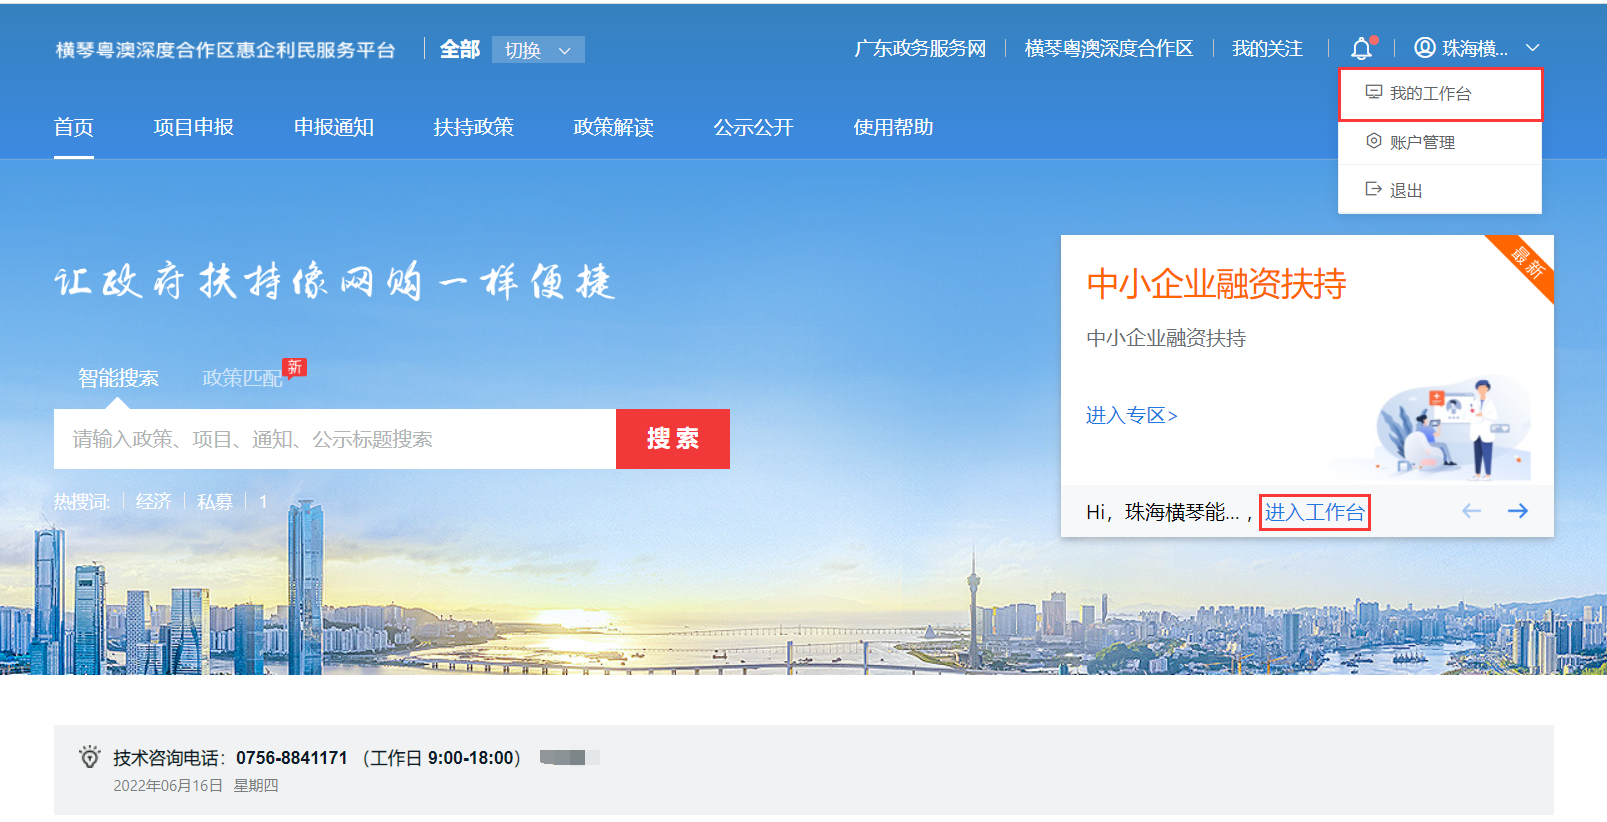 横琴粤澳深度合作区惠企利民服务平台 全部 切换 广东政务服务网 横琴粤澳深度合作区 我的关注 珠海横...
我的工作台
账户管理
退出
首页 项目申报 申报通知 扶持政策 政策解读 公示公开 使用帮助
让政府扶持像网购一样便捷
最新
中小企业融资扶持
中小企业融资扶持
进入专区>
Hi，珠海横琴能... ，进入工作台
智能搜索 政策匹配 新
请输入政策、项目、通知、公示标题搜索 搜索
热搜词: 经济 私募 1
技术咨询电话：0756-8841171 （工作日 9:00-18:00）
2022年06月16日 星期四